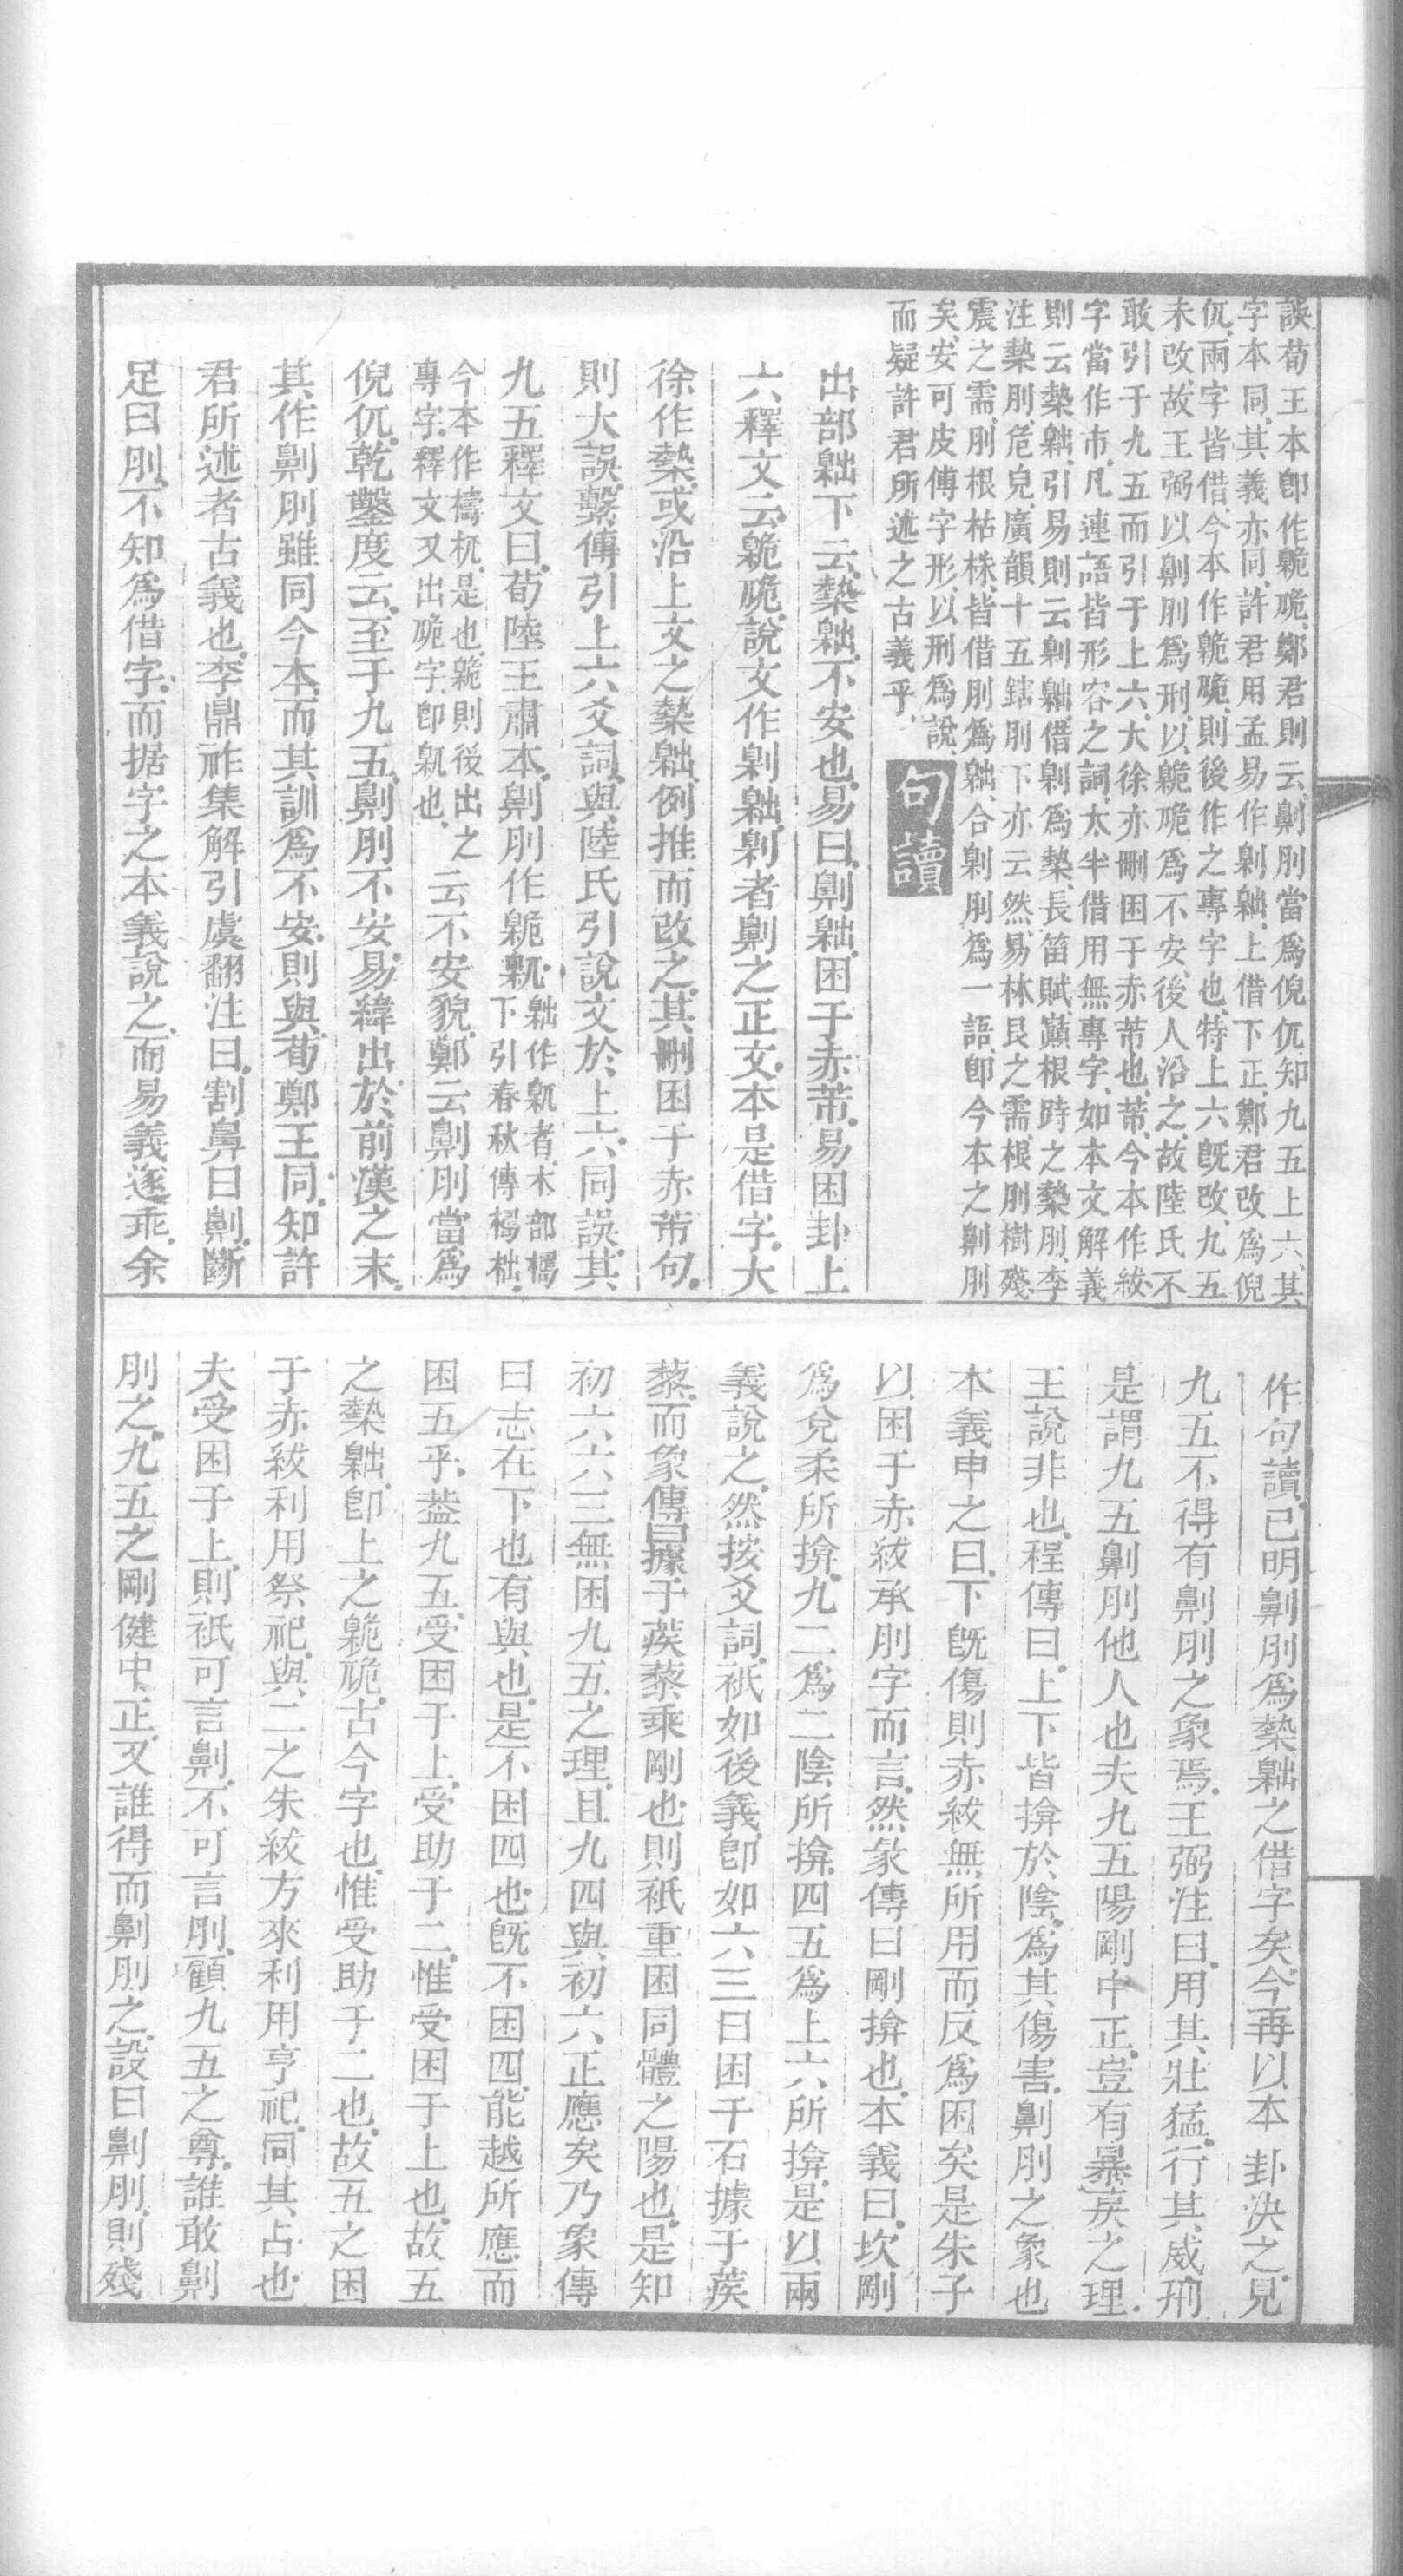 誤荀王本卽作臲卼鄭君則云劓刖當爲倪㐳知九五上六其
字本同其義亦同許君用孟易作劓𪗨上借下正鄭君改爲倪
㐳兩字皆借今本作臲卼則後作之專字也特上六旣改九五
未改故王弼以劓刖爲刑以臲卼爲不安後人沿之故陸氏不
敢引于九五而引于上六大徐亦刪困于赤芾也芾今本作紱
字當作巿凡連語皆形容之詞太半借用無專字如本文解義
則云槷𪗨引易則云劓𪗨借劓爲槷長笛賦巓根跱之槷刖李
注槷刖危皃廣韻十五鎋刖下亦云然易林艮之需根刖樹殘
震之需刖根枯株皆借刖爲𪗨合劓刖爲一語卽今本之劓刖
矣安可皮傅字形以刑爲說
而疑許君所述之古義乎
句讀
出部𪗨下云槷𪗨不安也易曰劓𪗨困于赤芾易困卦上
六釋文云臲卼說文作劓𪗨劓者劓之正文本是借字大
徐作槷或沿上文之槷𪗨例推而改之其刪困于赤芾句
則大誤繫傳引上六爻詞與陸氏引說文於上六同誤其
九五釋文曰荀陸王肅本劓刖作臲𠨜𪗨作𠨜者木部檮
下引春秋傳檮柮
今本作檮杌是也臲則後出之
專字釋文又出卼字卽𠨜也云不安貌鄭云劓刖當爲
倪㐳乾鑿度云至于九五劓刖不安易緯出於前漢之末
其作劓刖雖同今本而其訓爲不安則與荀鄭王同知許
君所述者古義也李鼎祚集解引虞翻注曰割鼻曰劓斷
足曰刖不知爲借字而据字之本義說之而易義遂乖余
作句讀已明劓刖爲槷𪗨之借字矣今再以本卦決之見
九五不得有劓刖之象焉王弼注曰用其壯猛行其威刑
是謂九五劓刖他人也夫九五陽剛中正豈有暴戾之理
王說非也程傳曰上下皆揜於陰爲其傷害劓刖之象也
本義申之曰下旣傷則赤紱無所用而反爲困矣是朱子
以困于赤紱承刖字而言然彖傳曰剛揜也本義曰坎剛
爲兌柔所揜九二爲二陰所揜四五爲上六所揜是以兩
義說之然按爻詞祇如後義卽如六三曰困于石據于蒺
藜而象傳曰據于蒺藜乘剛也則祇重困同體之陽也是知
初六六三無困九五之理且九四與初六正應矣乃象傳
曰志在下也有與也是不困四也旣不困四能越所應而
困五乎葢九五受困于上受助于二惟受困于上也故五
之槷𪗨卽上之臲卼古今字也惟受助于二也故五之困
于赤紱利用祭祀與二之朱紱方來利用亨祀同其占也
夫受困于上則祇可言劓不可言刖顧九五之尊誰敢劓
刖之九五之剛健中正又誰得而劓刖之設曰劓刖則殘